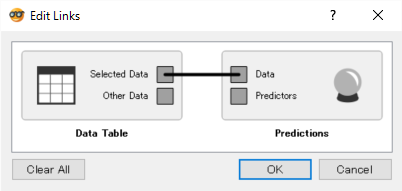 Edit Links
?
Selected Data
Data
Other Data
Predictors
Data Table
Predictions
Clear All
OK
Cancel